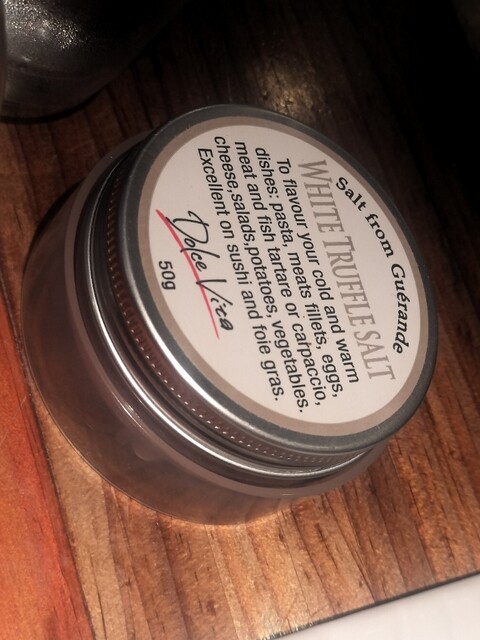 Salt from Guérande
WHITE TRUFFLE SALT
To flavour your cold and warm
dishes: pasta, meats fillets, eggs,
meat and fish tartare or carpaccio,
cheese,salads,potatoes, vegetables.
Excellent on sushi and foie gras.
Dolce Vita
50g